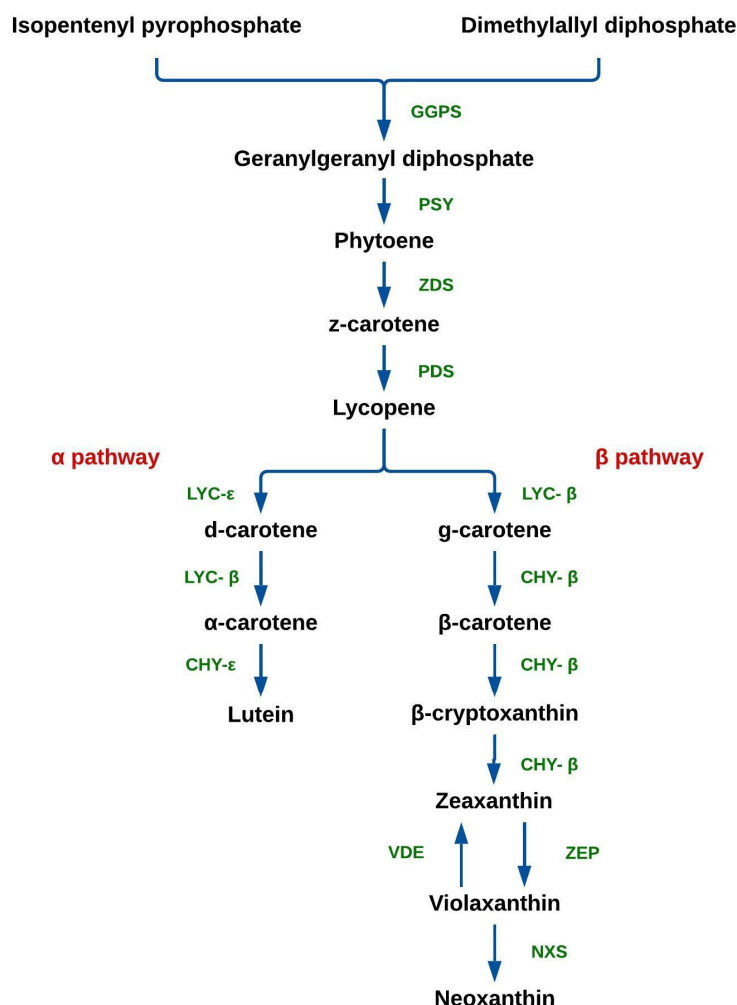 Isopentenyl pyrophosphate
Dimethylallyl diphosphate
GGPS
Geranylgeranyl diphosphate
PSY
Phytoene
ZDS
z-carotene
PDS
Lycopene
α pathway
β pathway
LYC-ε
LYC- β
d-carotene
g-carotene
LYC- β
CHY- β
α-carotene
β-carotene
CHY-ε
CHY- β
Lutein
β-cryptoxanthin
CHY- β
Zeaxanthin
VDE
ZEP
Violaxanthin
NXS
Neoxanthin